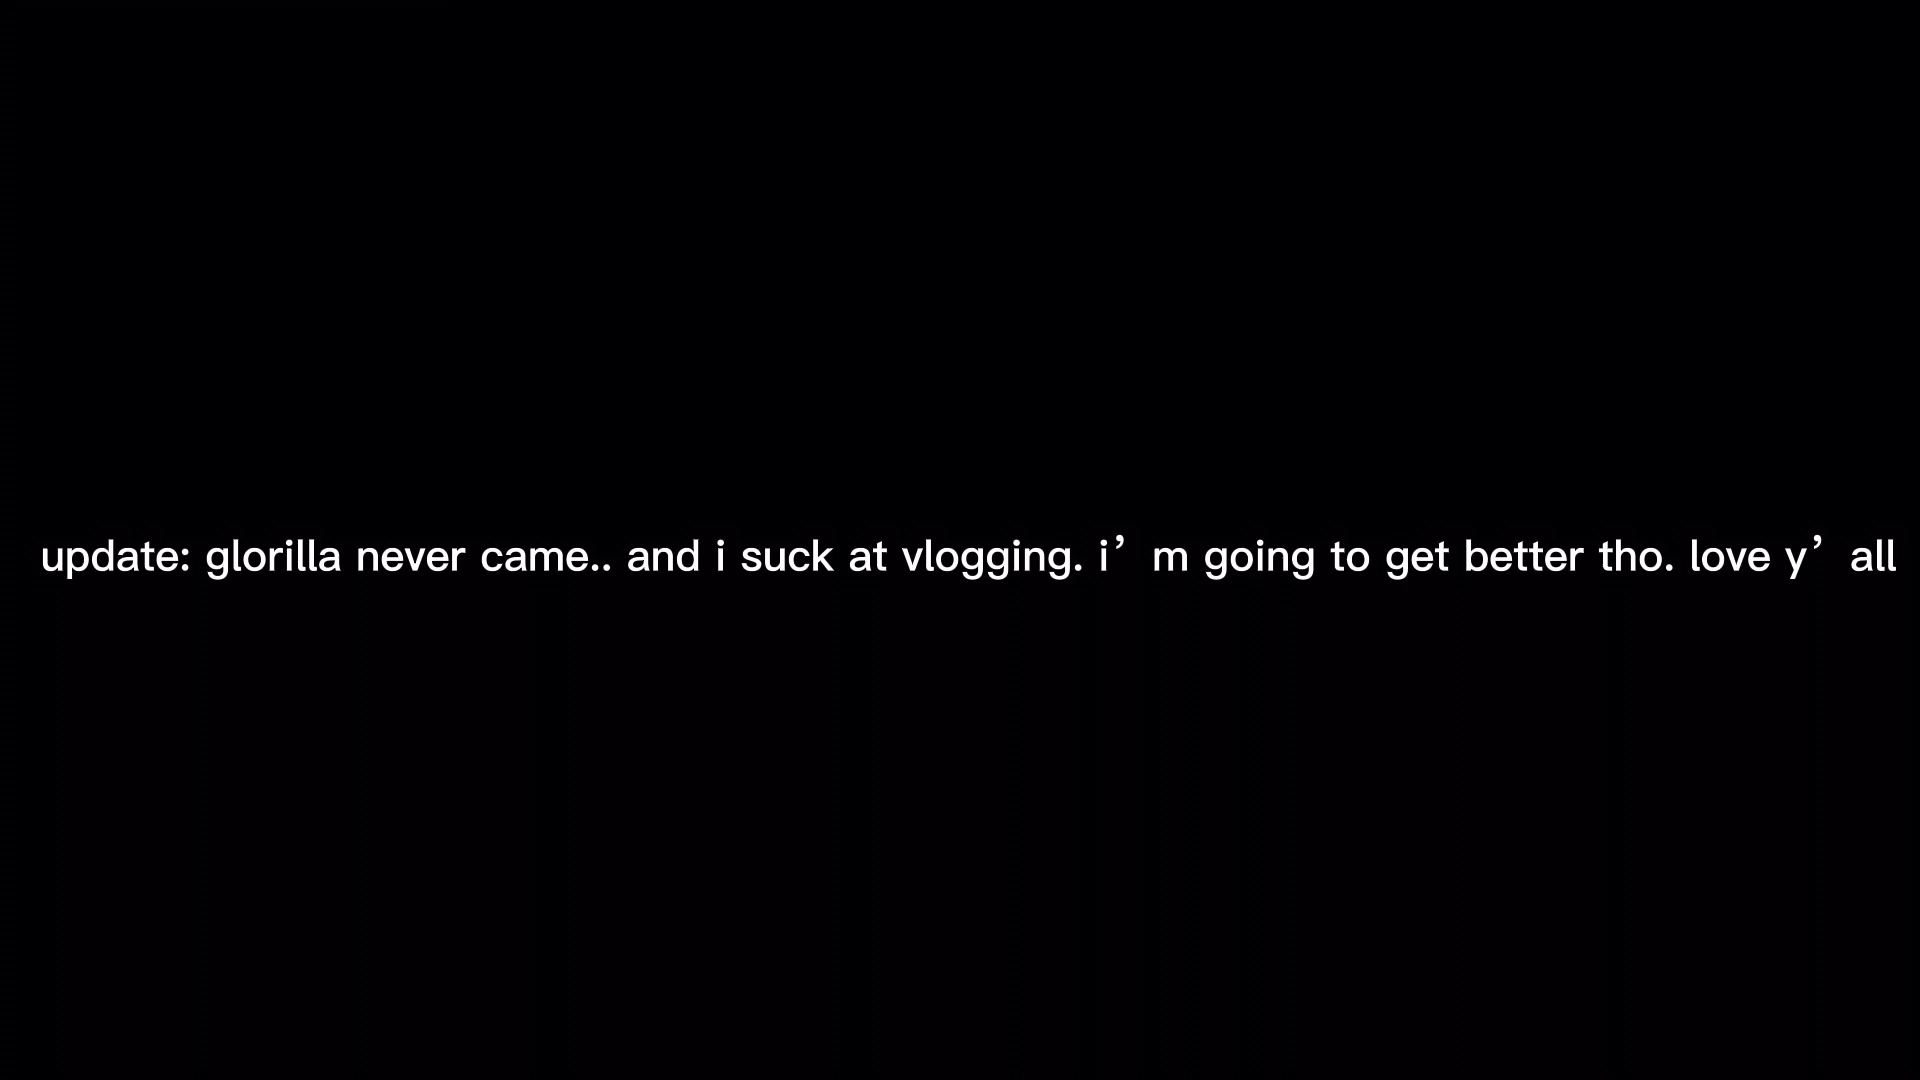 update: glorilla never came.. and i suck at vlogging. i’m going to get better tho. love y’all